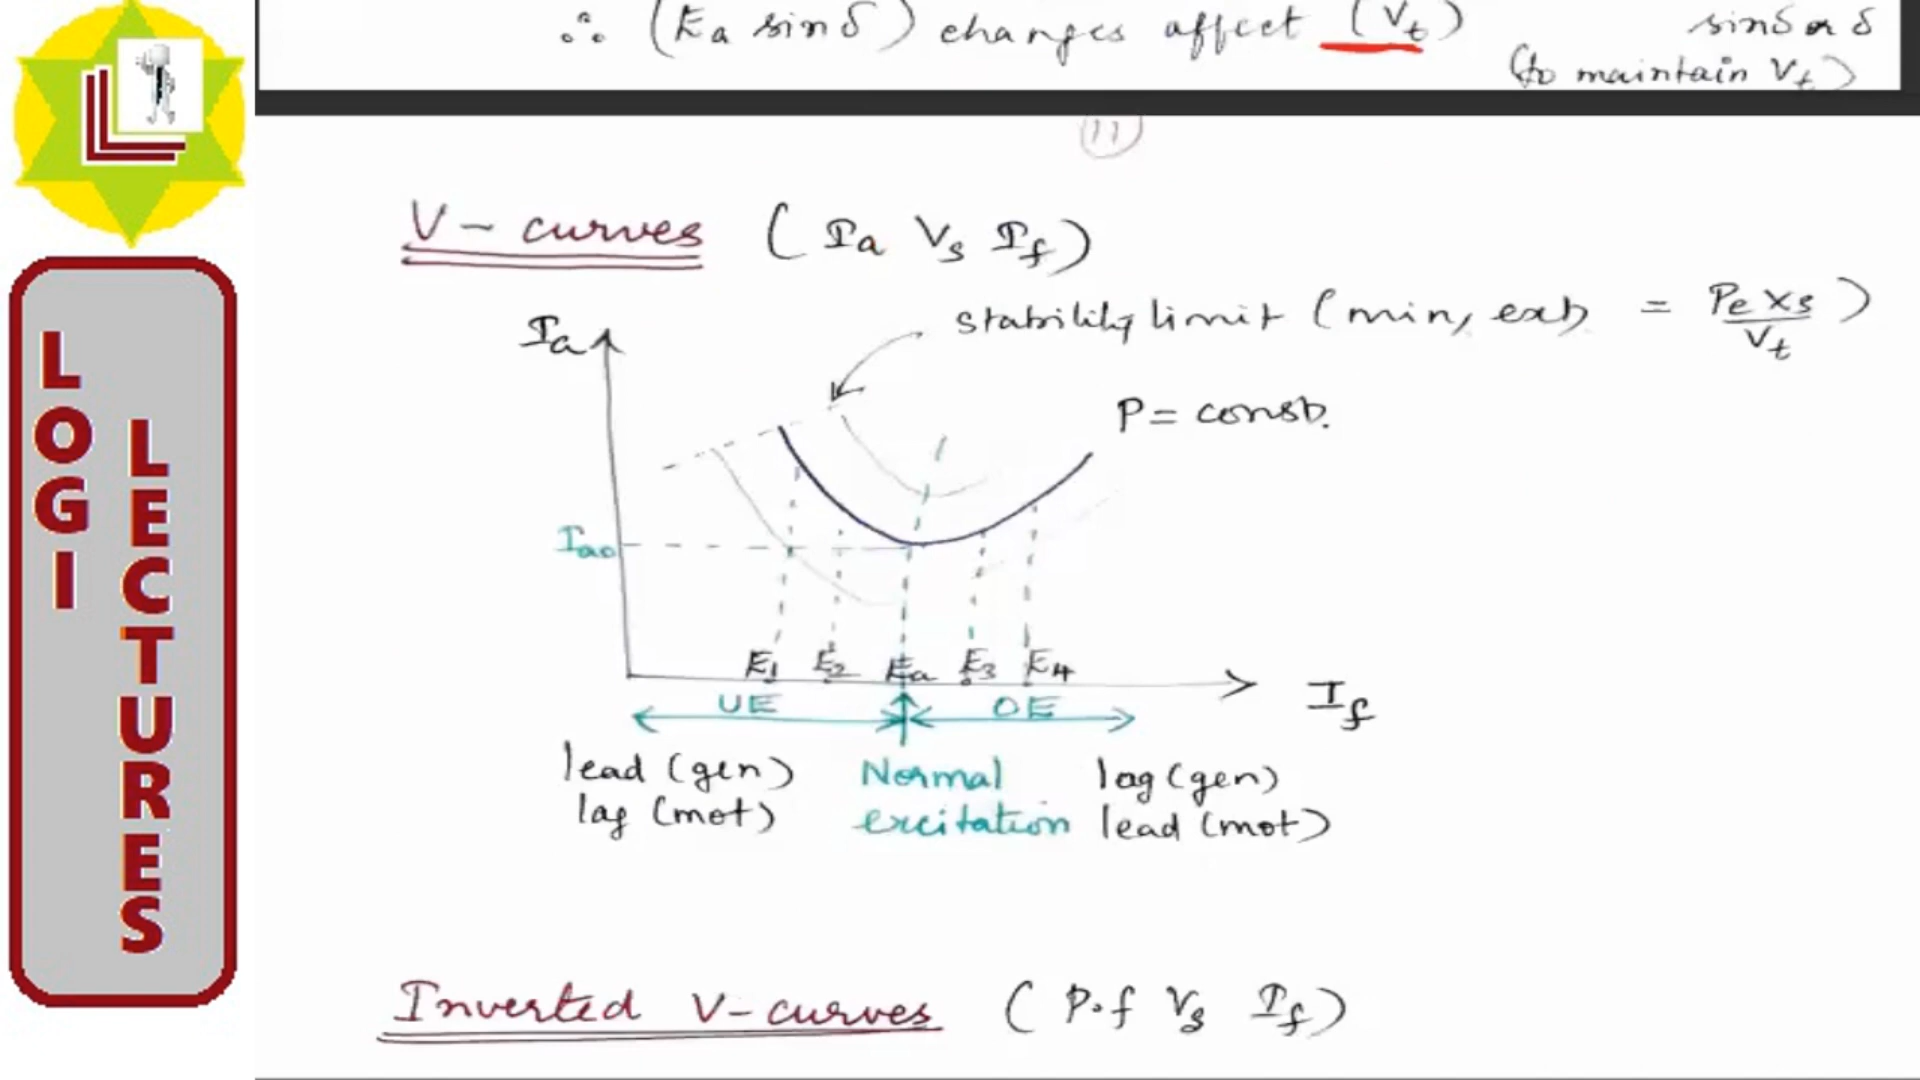 LOGI
LECTURES
∴ (Ea sin δ) changes affect (Vt)
sinδ α δ
(to maintain Vt)
11
V - curves (Ia Vs If)
stability limit (min, ext) = Pe Xs / Vt)
Ia
P = const.
Iao
E1 E2 Ea E3 E4
If
UE OE
lead (gen) Normal lag (gen)
lag (mot) excitation lead (mot)
Inverted V-curves (P.f Vs If)